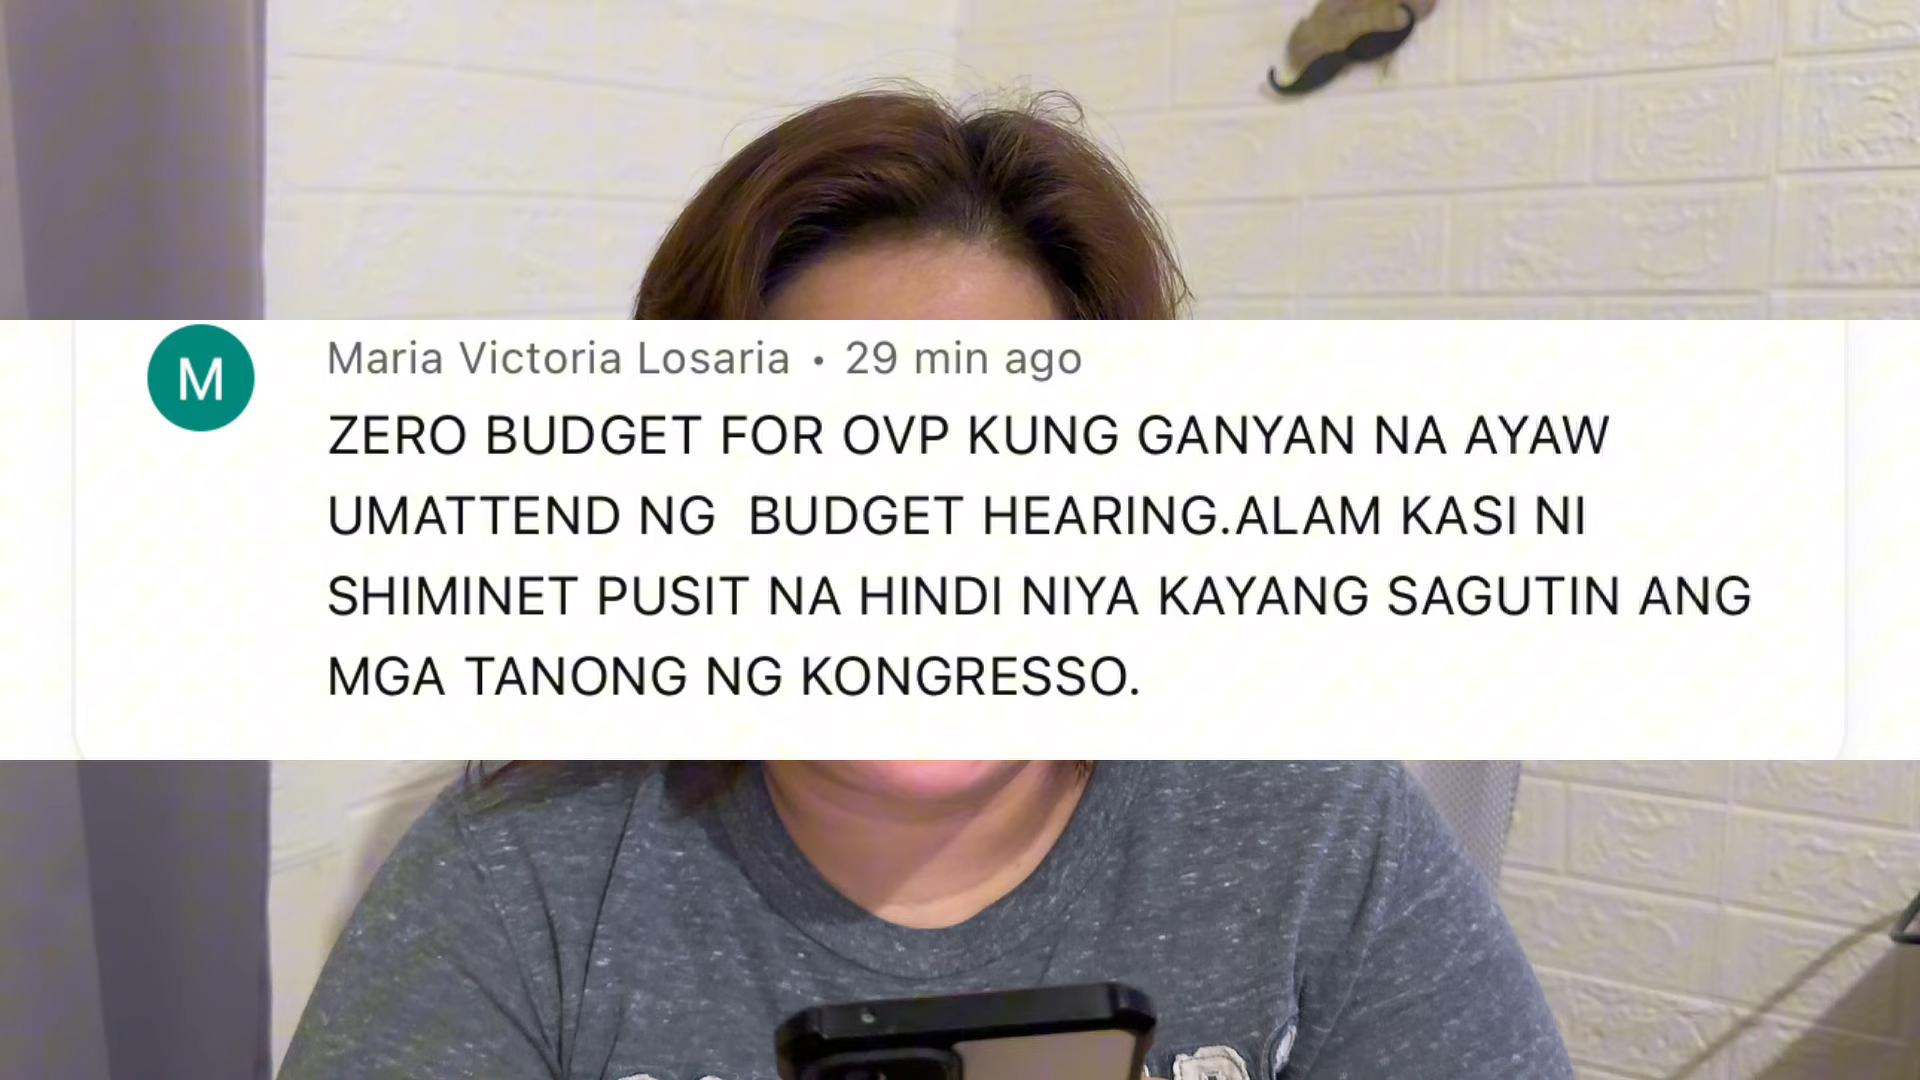 M
Maria Victoria Losaria • 29 min ago
ZERO BUDGET FOR OVP KUNG GANYAN NA AYAW
UMATTEND NG  BUDGET HEARING.ALAM KASI NI
SHIMINET PUSIT NA HINDI NIYA KAYANG SAGUTIN ANG
MGA TANONG NG KONGRESSO.